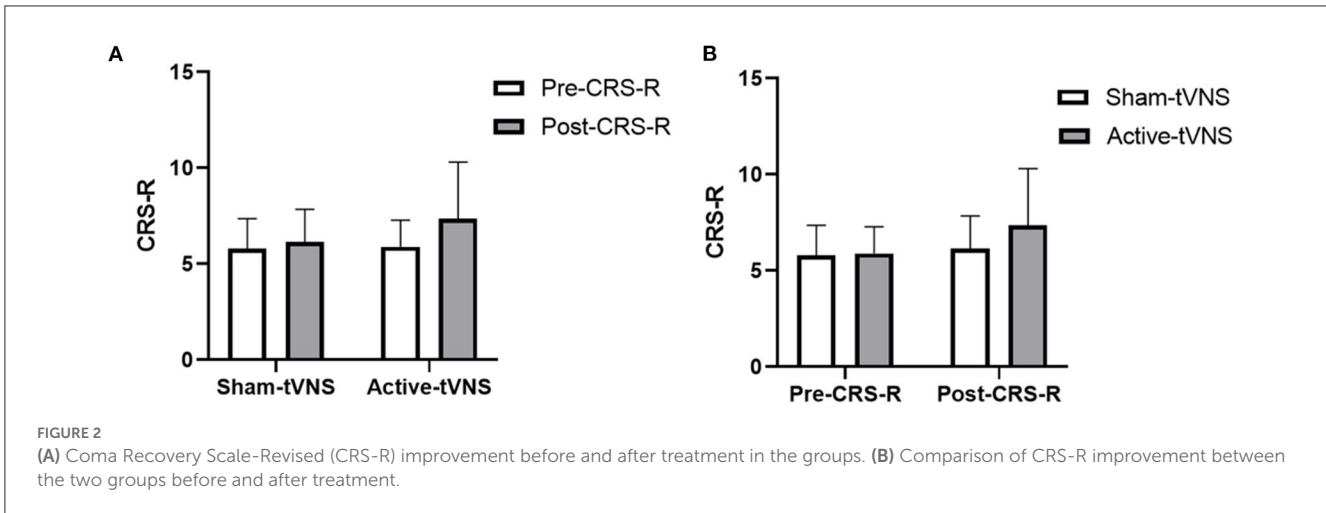 A
15
10
5
0
CRS-R
Pre-CRS-R
Post-CRS-R
Sham-tVNS
Active-tVNS
B
15
10
5
0
CRS-R
Sham-tVNS
Active-tVNS
Pre-CRS-R
Post-CRS-R
FIGURE 2
(A) Coma Recovery Scale-Revised (CRS-R) improvement before and after treatment in the groups. (B) Comparison of CRS-R improvement between
the two groups before and after treatment.